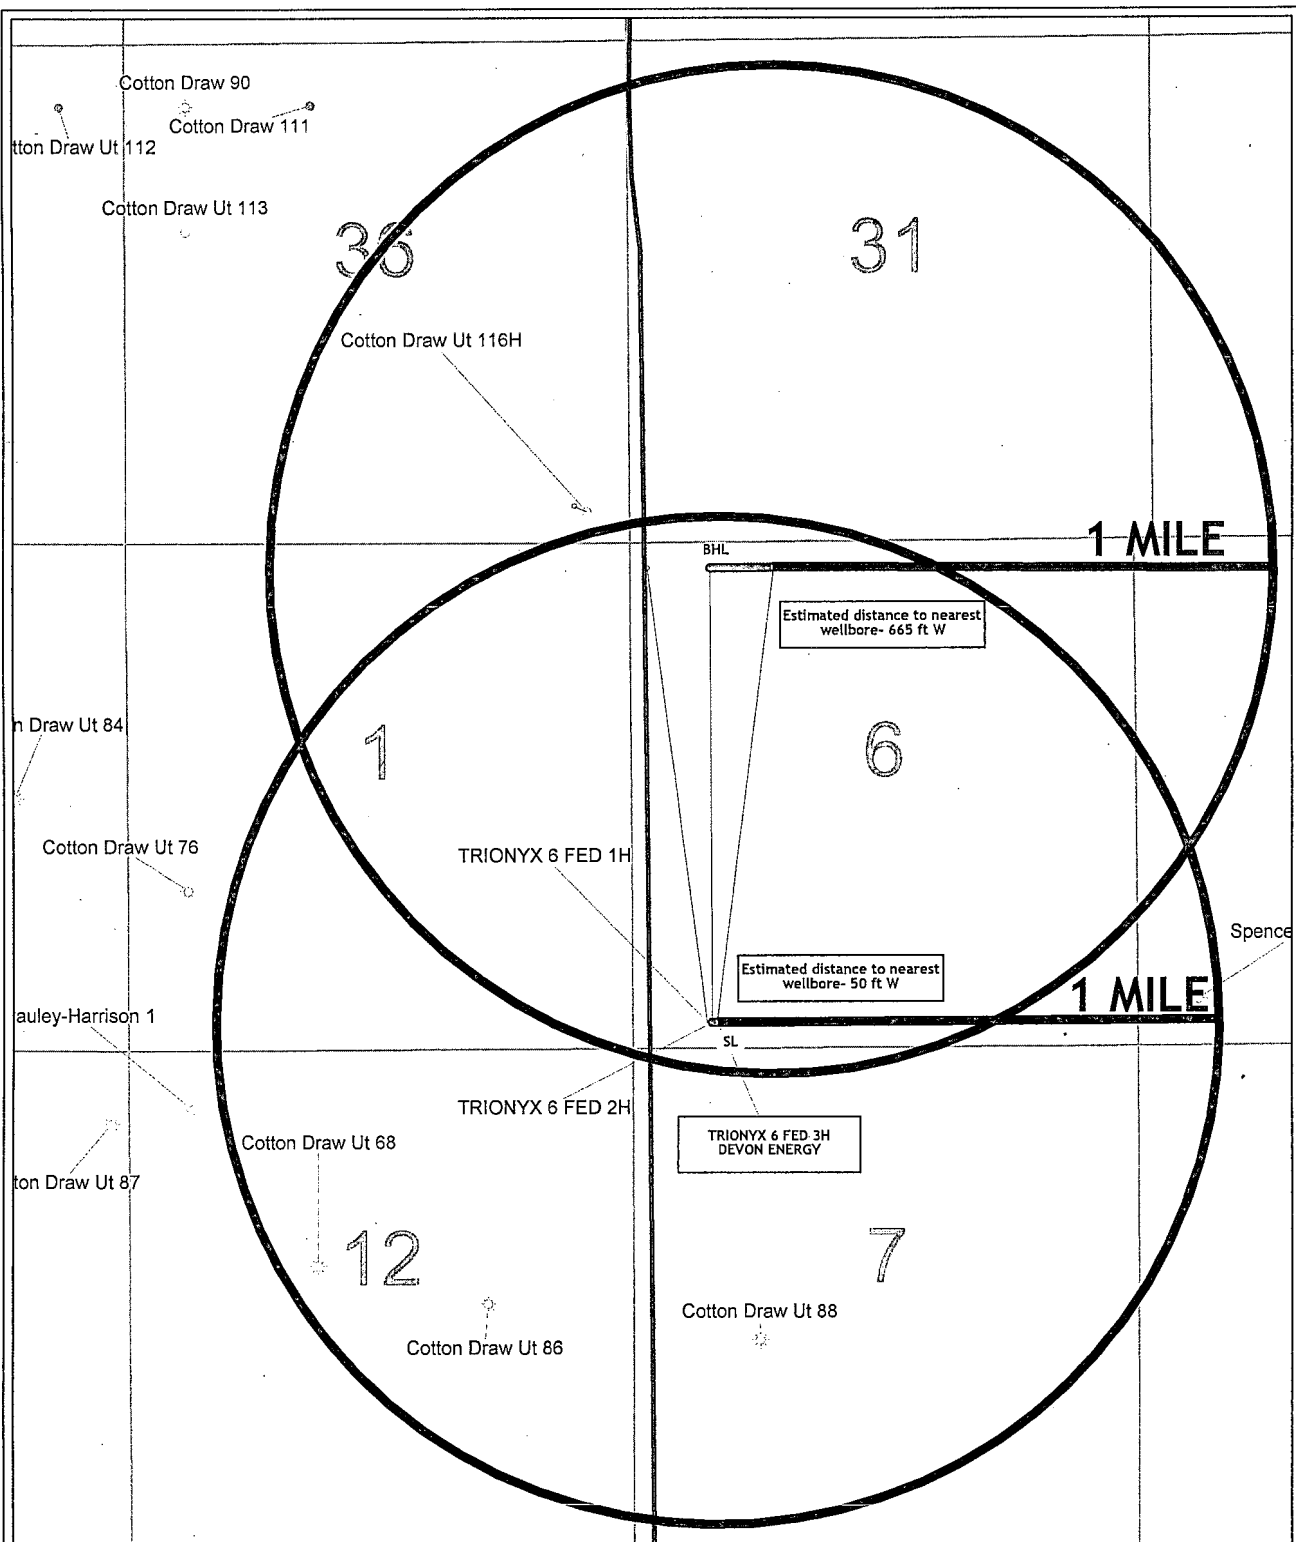 Cotton Draw 90
Cotton Draw 111
tton Draw Ut 112
Cotton Draw Ut 113
36
31
Cotton Draw Ut 116H
1 MILE
BHL
Estimated distance to nearest
wellbore- 665 ft W
n Draw Ut 84
1
6
Cotton Draw Ut 76
TRIONYX 6 FED 1H
Spence
Estimated distance to nearest
wellbore- 50 ft W
1 MILE
auley-Harrison 1
SL
TRIONYX 6 FED 2H
TRIONYX 6 FED 3H
DEVON ENERGY
Cotton Draw Ut 68
ton Draw Ut 87
12
7
Cotton Draw Ut 88
Cotton Draw Ut 86